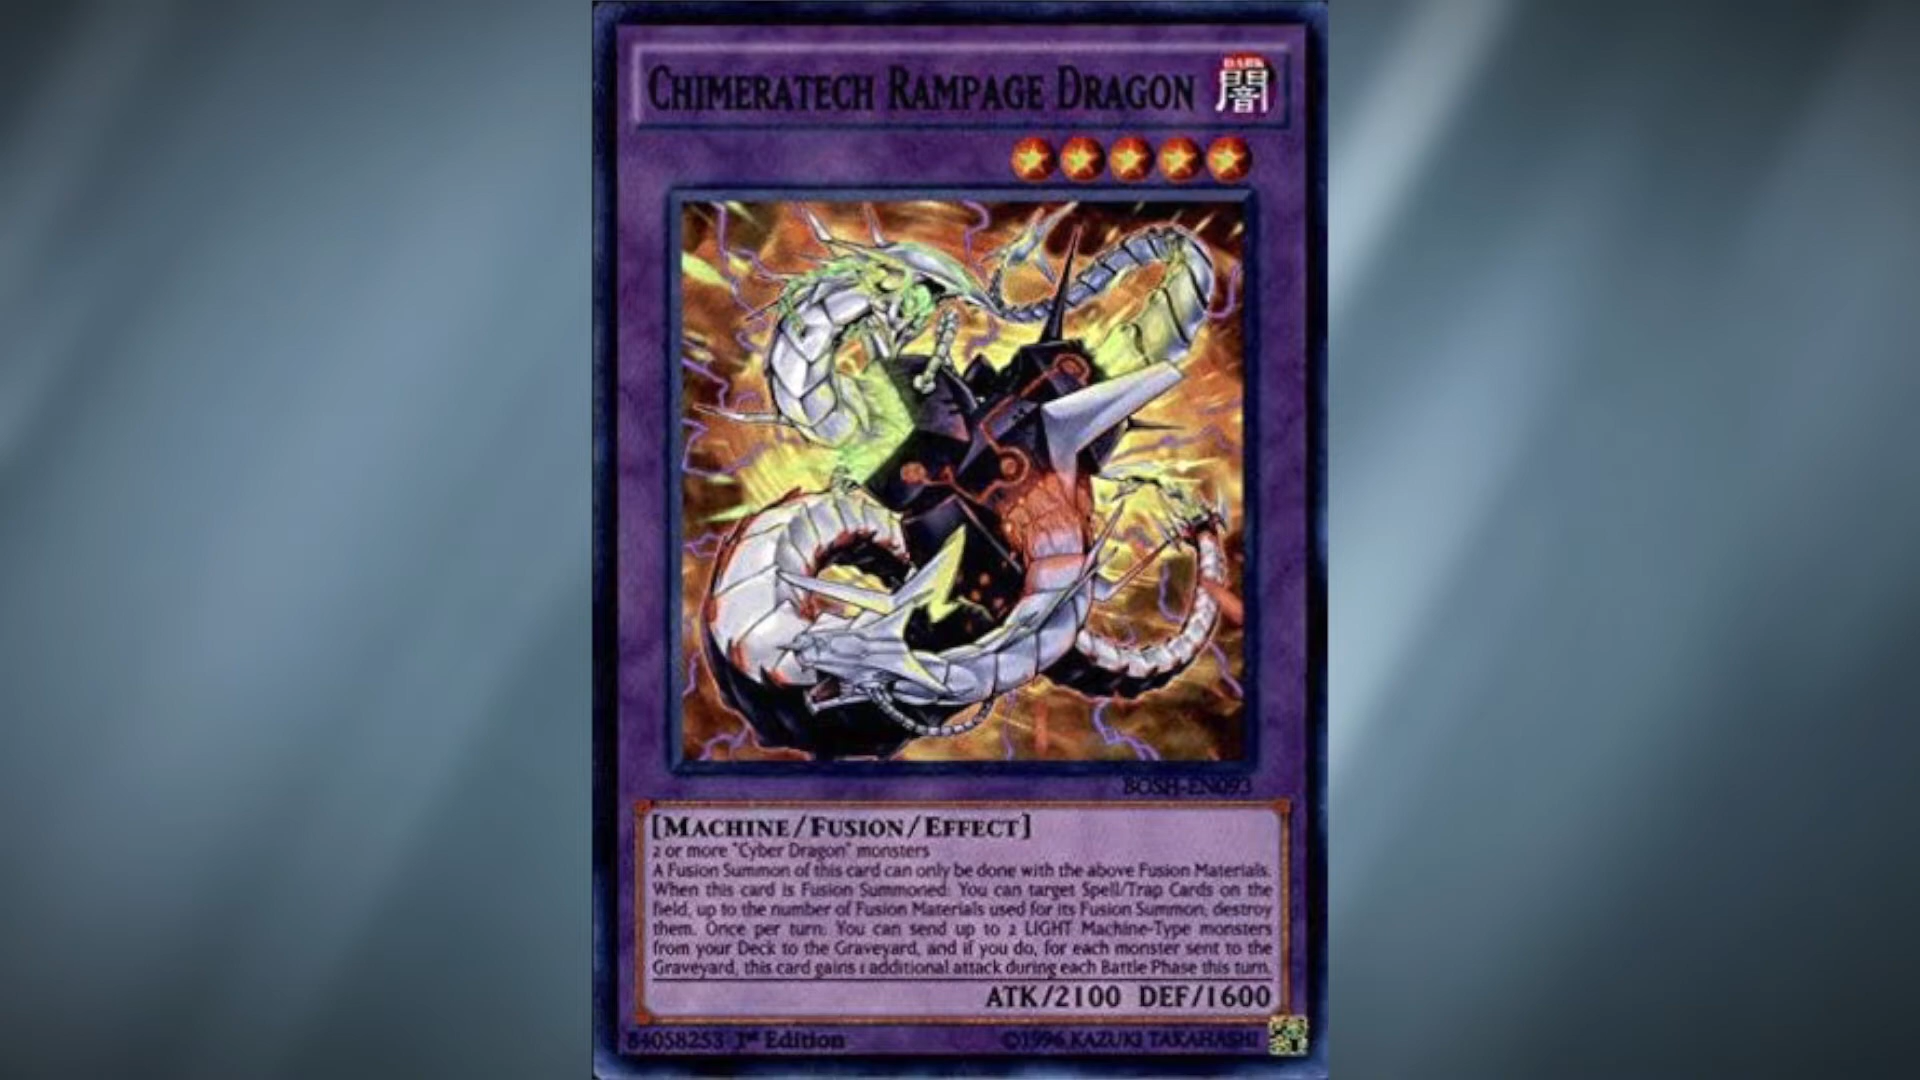 CHIMERATECH RAMPAGE DRAGON
DARK
闇
BOSH-EN093
[MACHINE/FUSION/EFFECT]
2 or more "Cyber Dragon" monsters
A Fusion Summon of this card can only be done with the above Fusion Materials.
When this card is Fusion Summoned: You can target Spell/Trap Cards on the
field, up to the number of Fusion Materials used for its Fusion Summon; destroy
them. Once per turn: You can send up to 2 LIGHT Machine-Type monsters
from your Deck to the Graveyard, and if you do, for each monster sent to the
Graveyard, this card gains 1 additional attack during each Battle Phase this turn.
ATK/2100 DEF/1600
84058253 1st Edition
©1996 KAZUKI TAKAHASHI